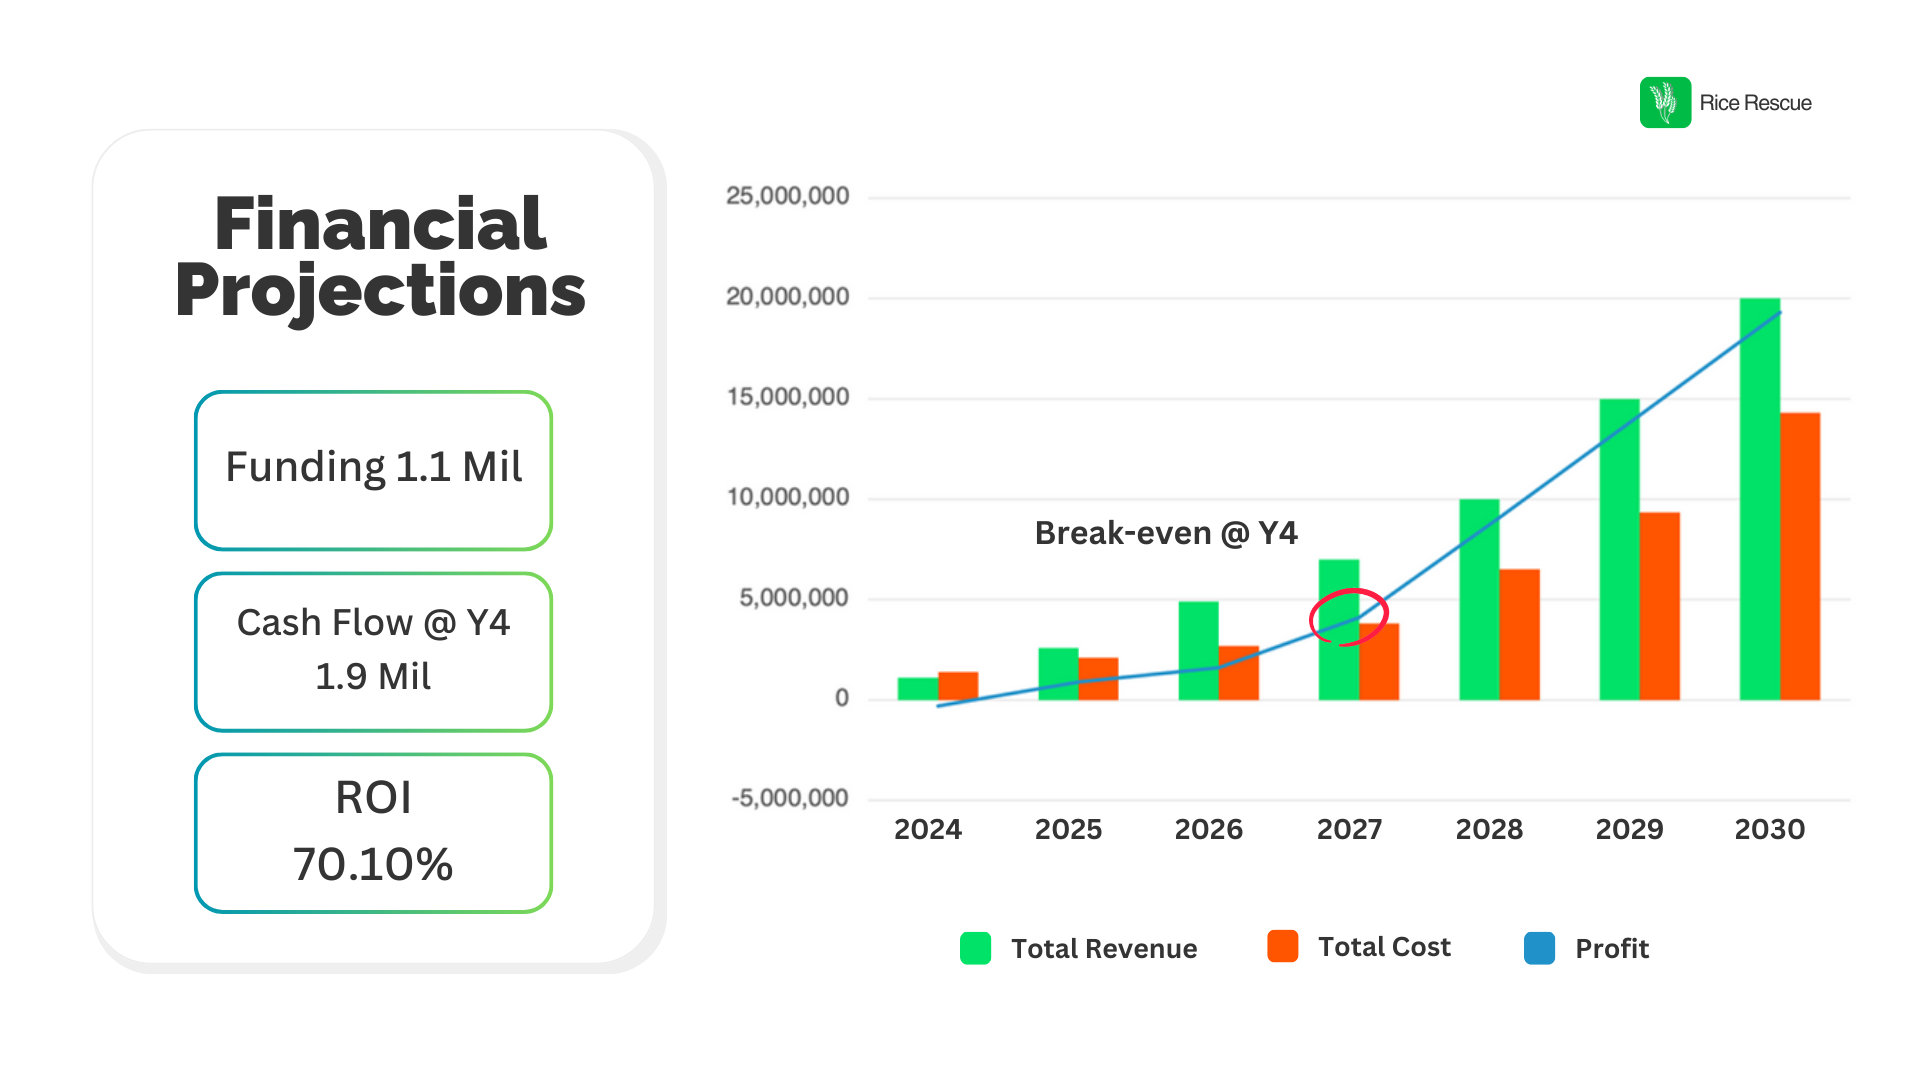 Rice Rescue
Financial
Projections
Funding 1.1 Mil
Cash Flow @ Y4
1.9 Mil
ROI
70.10%
25,000,000
20,000,000
15,000,000
10,000,000
5,000,000
0
-5,000,000
Break-even @ Y4
2024 2025 2026 2027 2028 2029 2030
Total Revenue Total Cost Profit